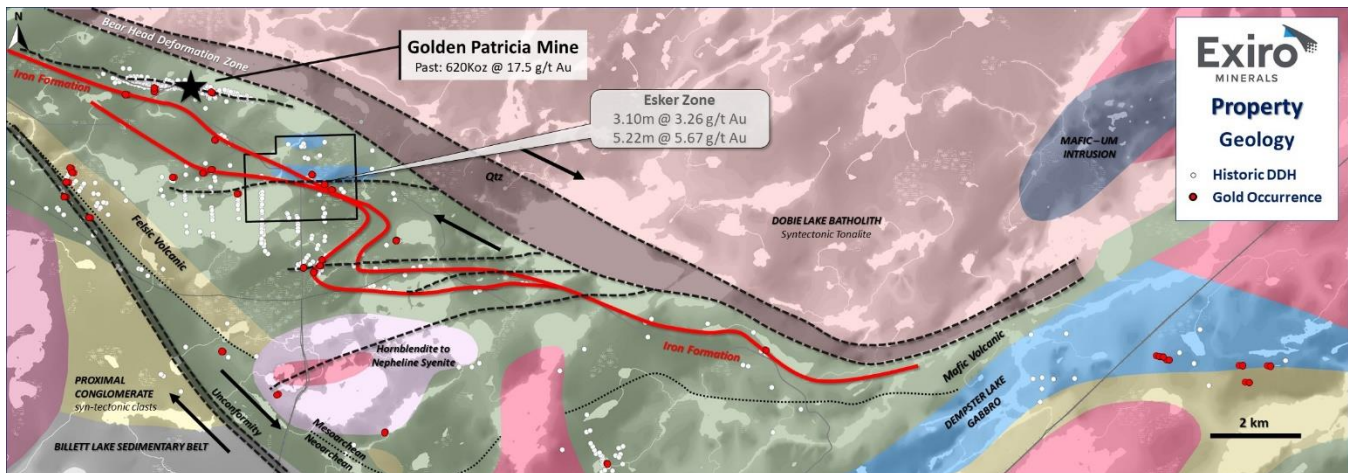 N
Bear Head Deformation Zone
Golden Patricia Mine
Past: 620Koz @ 17.5 g/t Au
Iron Formation
Esker Zone
3.10m @ 3.26 g/t Au
5.22m @ 5.67 g/t Au
Qtz
MAFIC – UM
INTRUSION
Exiro
MINERALS
Property
Geology
Historic DDH
Gold Occurrence
DOBIE LAKE BATHOLITH
Syntectonic Tonalite
Felsic Volcanic
Iron Formation
Mafic Volcanic
Hornblendite to
Nepheline Syenite
PROXIMAL
CONGLOMERATE
syn-tectonic clasts
Unconformity
Mesoarchean
Neoarchean
DEMPSTER LAKE
GABBRO
BILLETT LAKE SEDIMENTARY BELT
2 km